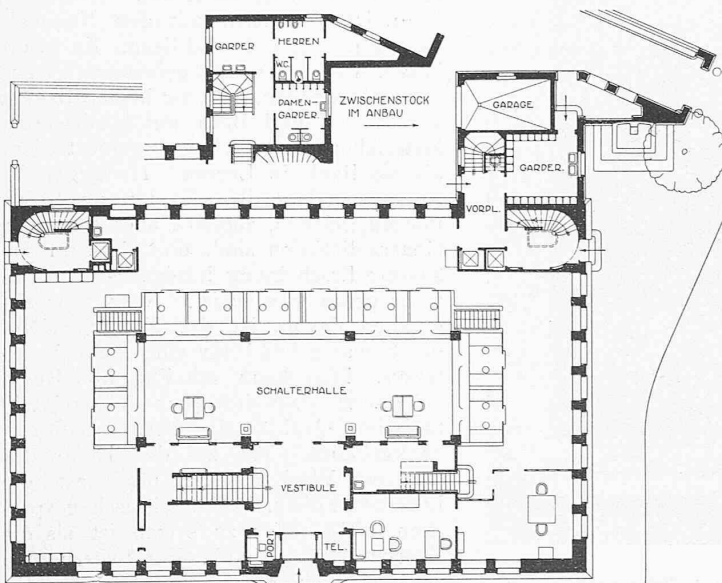 GARDER
HERREN
W.C.
DAMEN-
GARDER.
ZWISCHENSTOCK
IM ANBAU
GARAGE
GARDER.
VORPL.
SCHALTERHALLE
VESTIBULE
PORT.
TEL.